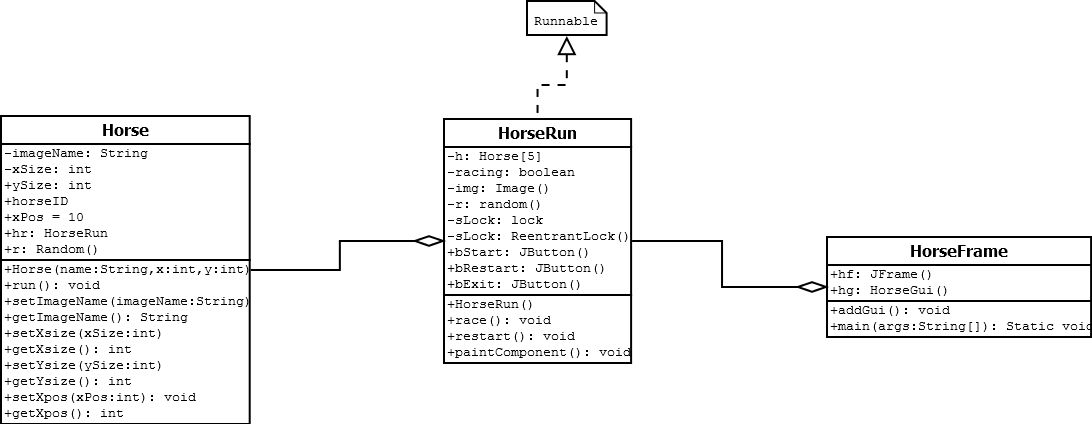 Runnable
Horse
-imageName: String
-xSize: int
+ySize: int
+horseID
+xPos = 10
+hr: HorseRun
+r: Random()
+Horse(name:String,x:int,y:int)
+run(): void
+setImageName(imageName:String)
+getImageName(): String
+setXsize(xSize:int)
+getXsize(): int
+setYsize(ySize:int)
+getYsize(): int
+setXpos(xPos:int): void
+getXpos(): int
HorseRun
-h: Horse[5]
-racing: boolean
-img: Image()
-r: random()
-sLock: lock
-sLock: ReentrantLock()
+bStart: JButton()
+bRestart: JButton()
+bExit: JButton()
+HorseRun()
+race(): void
+restart(): void
+paintComponent(): void
HorseFrame
+hf: JFrame()
+hg: HorseGui()
+addGui(): void
+main(args:String[]): Static void